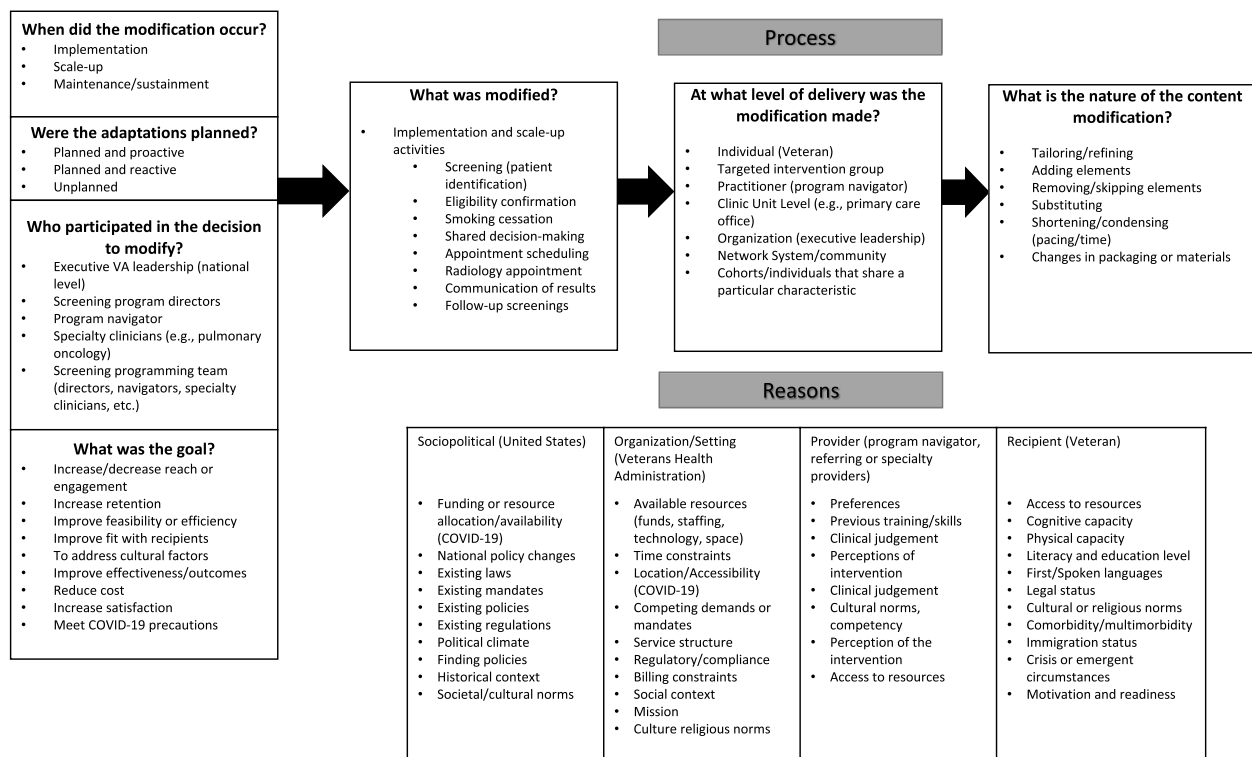 When did the modification occur?
• Implementation
• Scale-up
• Maintenance/sustainment
Were the adaptations planned?
• Planned and proactive
• Planned and reactive
• Unplanned
Who participated in the decision
to modify?
• Executive VA leadership (national
level)
• Screening program directors
• Program navigator
• Specialty clinicians (e.g., pulmonary
oncology)
• Screening programming team
(directors, navigators, specialty
clinicians, etc.)
What was the goal?
• Increase/decrease reach or
engagement
• Increase retention
• Improve feasibility or efficiency
• Improve fit with recipients
• To address cultural factors
• Improve effectiveness/outcomes
• Reduce cost
• Increase satisfaction
• Meet COVID-19 precautions
Process
What was modified?
• Implementation and scale-up
activities
• Screening (patient
identification)
• Eligibility confirmation
• Smoking cessation
• Shared decision-making
• Appointment scheduling
• Radiology appointment
• Communication of results
• Follow-up screenings
At what level of delivery was the
modification made?
• Individual (Veteran)
• Targeted intervention group
• Practitioner (program navigator)
• Clinic Unit Level (e.g., primary care
office)
• Organization (executive leadership)
• Network System/community
• Cohorts/individuals that share a
particular characteristic
What is the nature of the content
modification?
• Tailoring/refining
• Adding elements
• Removing/skipping elements
• Substituting
• Shortening/condensing
(pacing/time)
• Changes in packaging or materials
Reasons
Sociopolitical (United States)
• Funding or resource
allocation/availability
(COVID-19)
• National policy changes
• Existing laws
• Existing mandates
• Existing policies
• Existing regulations
• Political climate
• Finding policies
• Historical context
• Societal/cultural norms
Organization/Setting
(Veterans Health
Administration)
• Available resources
(funds, staffing,
technology, space)
• Time constraints
• Location/Accessibility
(COVID-19)
• Competing demands or
mandates
• Service structure
• Regulatory/compliance
• Billing constraints
• Social context
• Mission
• Culture religious norms
Provider (program navigator,
referring or specialty
providers)
• Preferences
• Previous training/skills
• Clinical judgement
• Perceptions of
intervention
• Clinical judgement
• Cultural norms,
competency
• Perception of the
intervention
• Access to resources
Recipient (Veteran)
• Access to resources
• Cognitive capacity
• Physical capacity
• Literacy and education level
• First/Spoken languages
• Legal status
• Cultural or religious norms
• Comorbidity/multimorbidity
• Immigration status
• Crisis or emergent
circumstances
• Motivation and readiness